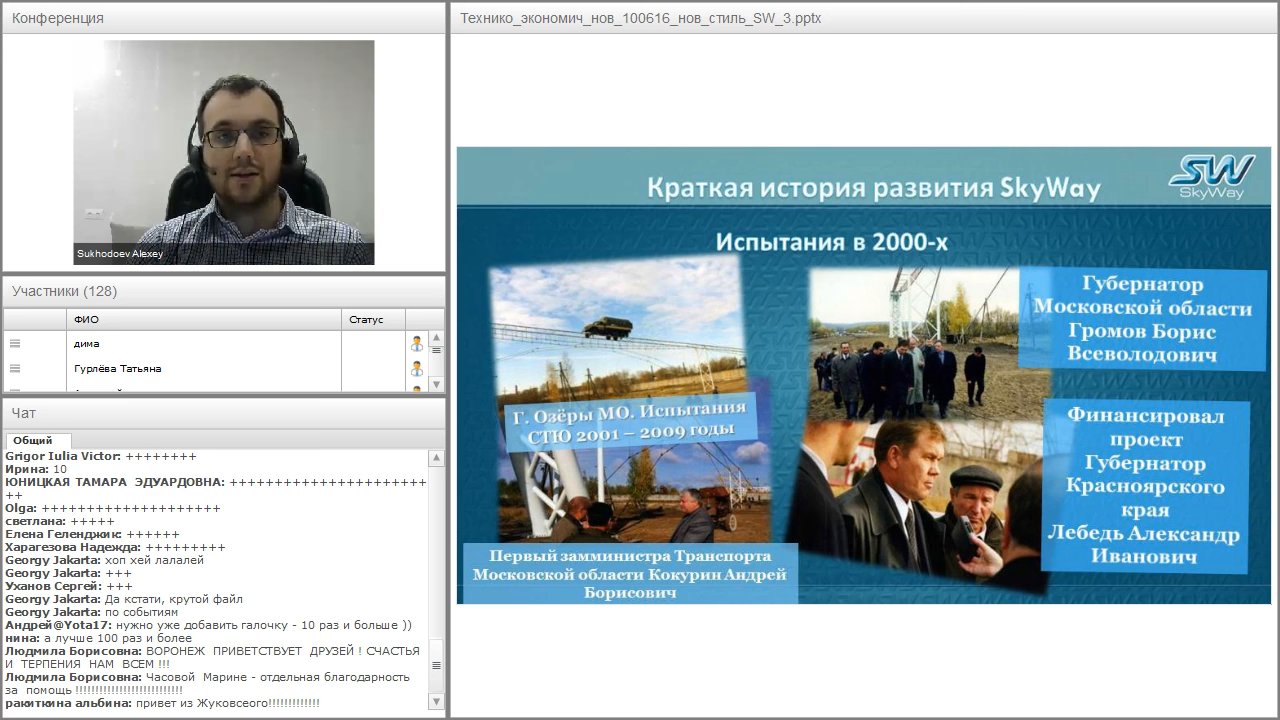 Конференция
Sukhodoev Alexey
Участники (128)
ФИО
Статус
дима
Гурлёва Татьяна
Чат
Общий
Grigor Iulia Victor: ++++++++
Ирина: 10
ЮНИЦКАЯ ТАМАРА ЭДУАРДОВНА: +++++++++++++++++++++++
++
Olga: ++++++++++++++++++++
светлана: +++++
Елена Геленджик: ++++++
Харагезова Надежда: +++++++++
Georgy Jakarta: хоп хей лалалей
Georgy Jakarta: +++
Уханов Сергей: +++
Georgy Jakarta: Да кстати, крутой файл
Georgy Jakarta: по событиям
Андрей@Yota17: нужно уже добавить галочку - 10 раз и больше ))
нина: а лучше 100 раз и более
Людмила Борисовна: ВОРОНЕЖ ПРИВЕТСТВУЕТ ДРУЗЕЙ ! СЧАСТЬЯ
И ТЕРПЕНИЯ НАМ ВСЕМ !!!
Людмила Борисовна: Часовой Марине - отдельная благодарность
за помощь !!!!!!!!!!!!!!!!!!!!!!!!!!!
ракиткина альбина: привет из Жуковсеого!!!!!!!!!!!!!
Технико_экономич_нов_100616_нов_стиль_SW_3.pptx
SW
SkyWay
Краткая история развития SkyWay
Испытания в 2000-х
Г. Озёры МО. Испытания
СТЮ 2001 – 2009 годы
Первый замминистра Транспорта
Московской области Кокурин Андрей
Борисович
Губернатор
Московской области
Громов Борис
Всеволодович
Финансировал
проект
Губернатор
Красноярского
края
Лебедь Александр
Иванович